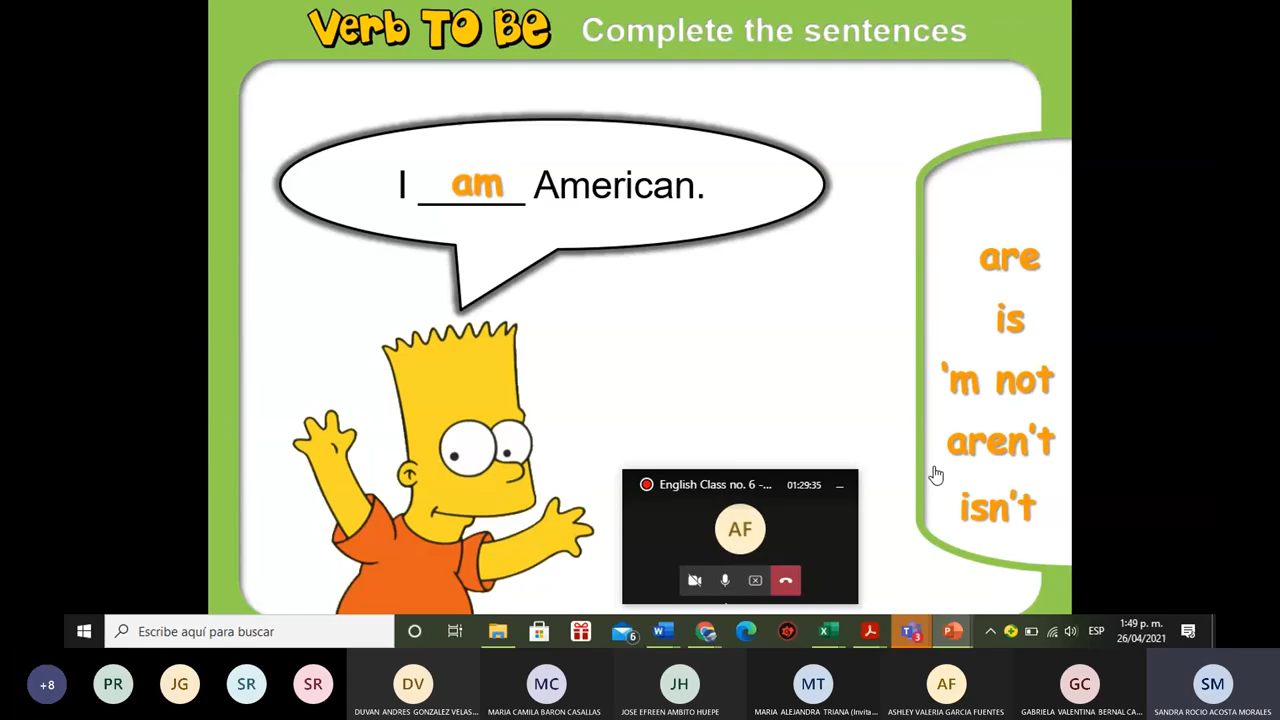 Verb TO BE Complete the sentences
I am American.
are
is
'm not
aren't
isn't
English Class no. 6 -... 01:29:35
AF
Escribe aquí para buscar
6
3
ESP
1:49 p. m.
26/04/2021
+8 PR JG SR SR DV MC JH MT AF GC SM
DUVAN ANDRES GONZALEZ VELAS... MARIA CAMILA BARON CASALLAS JOSE EFREEN AMBITO HUEPE MARIA ALEJANDRA TRIANA (Invita... ASHLEY VALERIA GARCIA FUENTES GABRIELA VALENTINA BERNAL CA... SANDRA ROCIO ACOSTA MORALES